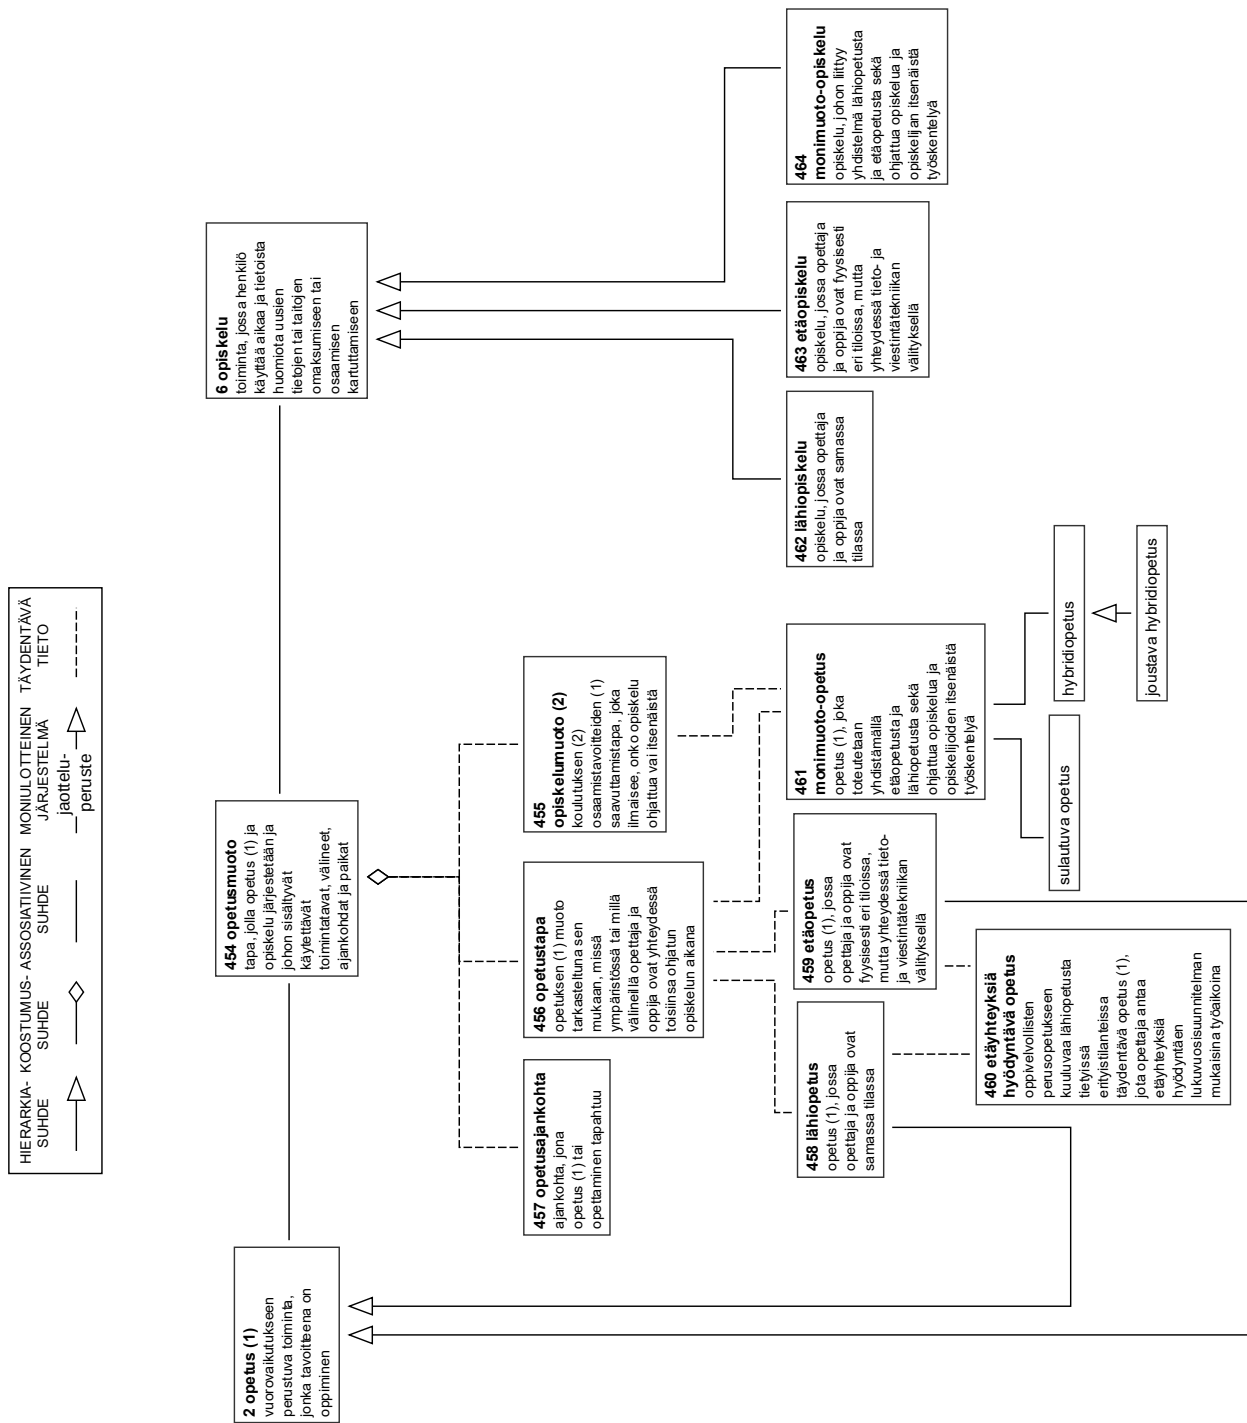 HIERARKIA- KOOSTUMUS- ASSOSIATIIVINEN MONIULOTTEINEN TÄYDENTÄVÄ
SUHDE SUHDE SUHDE JÄRJESTELMÄ TIETO
jaottelu-
peruste
2 opetus (1)
vuorovaikutukseen
perustuva toiminta,
jonka tavoitteena on
oppiminen
454 opetusmuoto
tapa, jolla opetus (1) ja
opiskelu järjestetään ja
johon sisältyvät
käytettävät
toimintatavat, välineet,
ajankohdat ja paikat
6 opiskelu
toiminta, jossa henkilö
käyttää aikaa ja tietoista
huomiota uusien
tietojen tai taitojen
omaksumiseen tai
osaamisen
kartuttamiseen
457 opetusajankohta
ajankohta, jona
opetus (1) tai
opettaminen tapahtuu
456 opetustapa
opetuksen (1) muoto
tarkasteltuna sen
mukaan, missä
ympäristössä tai millä
välineillä opettaja ja
oppija ovat yhteydessä
toisiinsa ohjatun
opiskelun aikana
455
opiskelumuoto (2)
koulutuksen (2)
osaamistavoitteiden (1)
saavuttamistapa, joka
ilmaisee, onko opiskelu
ohjattua vai itsenäistä
458 lähiopetus
opetus (1), jossa
opettaja ja oppija ovat
samassa tilassa
459 etäopetus
opetus (1), jossa
opettaja ja oppija ovat
fyysisesti eri tiloissa,
mutta yhteydessä tieto-
ja viestintätekniikan
välityksellä
461
monimuoto-opetus
opetus (1), joka
toteutetaan
yhdistämällä
etäopetusta ja
lähiopetusta sekä
ohjattua opiskelua ja
opiskelijoiden itsenäistä
työskentelyä
462 lähiopiskelu
opiskelu, jossa opettaja
ja oppija ovat samassa
tilassa
463 etäopiskelu
opiskelu, jossa opettaja
ja oppija ovat fyysisesti
eri tiloissa, mutta
yhteydessä tieto- ja
viestintätekniikan
välityksellä
464
monimuoto-opiskelu
opiskelu, johon liittyy
yhdistelmä lähiopetusta
ja etäopetusta sekä
ohjattua opiskelua ja
opiskelijan itsenäistä
työskentelyä
460 etäyhteyksiä
hyödyntävä opetus
oppivelvollisten
perusopetukseen
kuuluvaa lähiopetusta
tietyissä
erityistilanteissa
täydentävä opetus (1),
jota opettaja antaa
etäyhteyksiä
hyödyntäen
lukuvuosisuunnitelman
mukaisina työaikoina
sulautuva opetus
hybridiopetus
joustava hybridiopetus